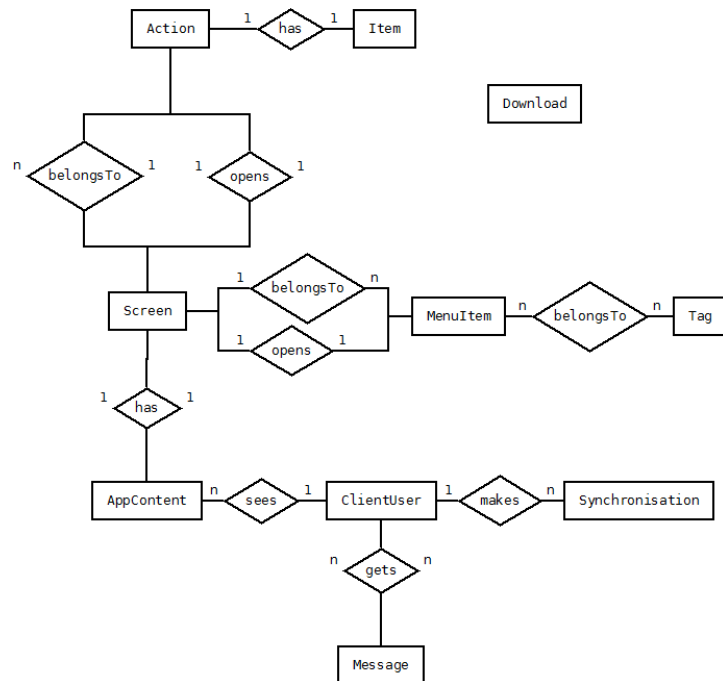 Action 1 has 1 Item
Download
n belongsTo 1 1 opens 1
1 belongsTo n
Screen MenuItem n belongsTo n Tag
1 opens 1
1 has 1
AppContent n sees 1 ClientUser 1 makes n Synchronisation
n gets n
Message